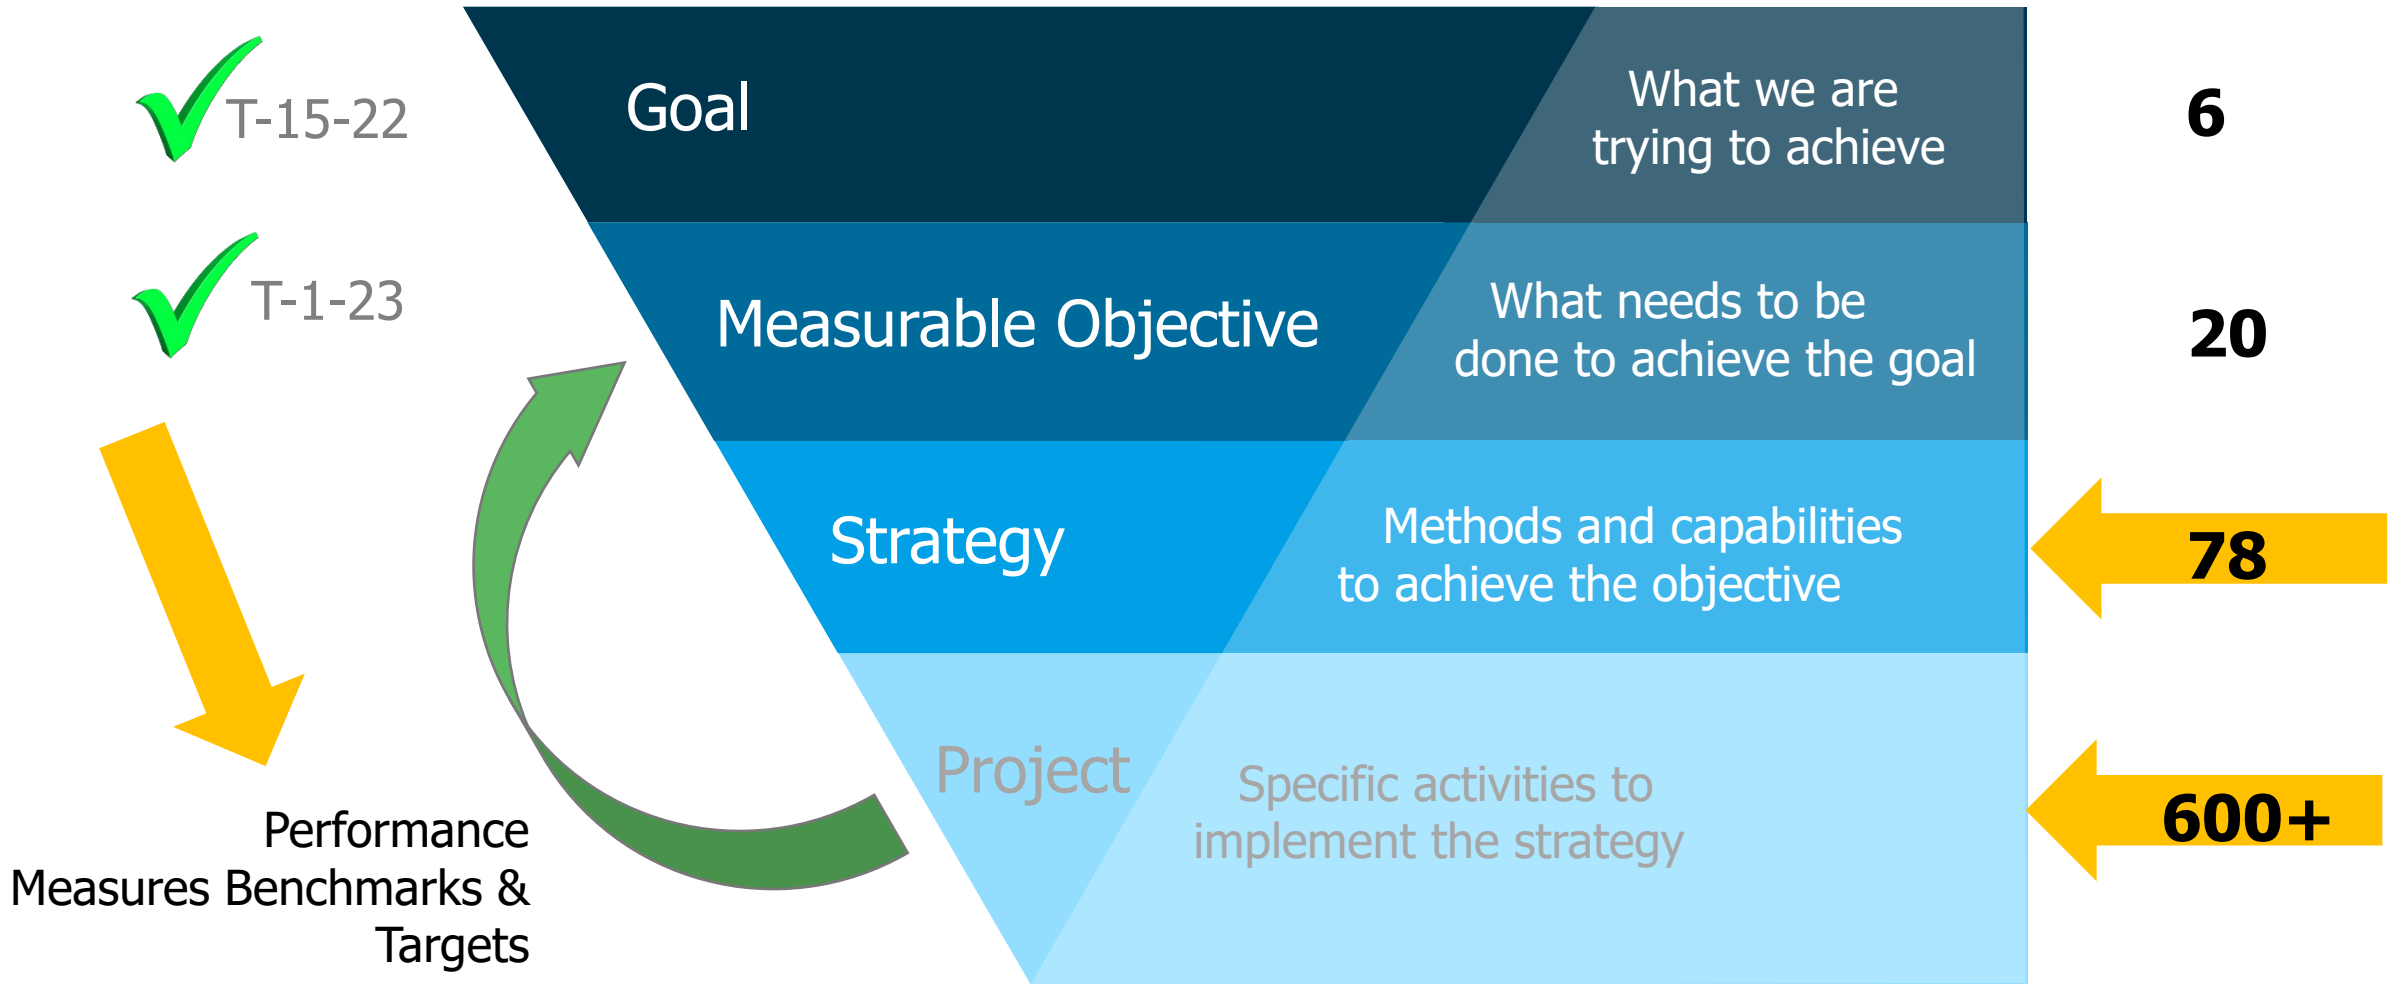 T-15-22
Goal
What we are
trying to achieve
6
T-1-23
Measurable Objective
What needs to be
done to achieve the goal
20
Strategy
Methods and capabilities
to achieve the objective
78
Project
Specific activities to
implement the strategy
600+
Performance
Measures Benchmarks &
Targets